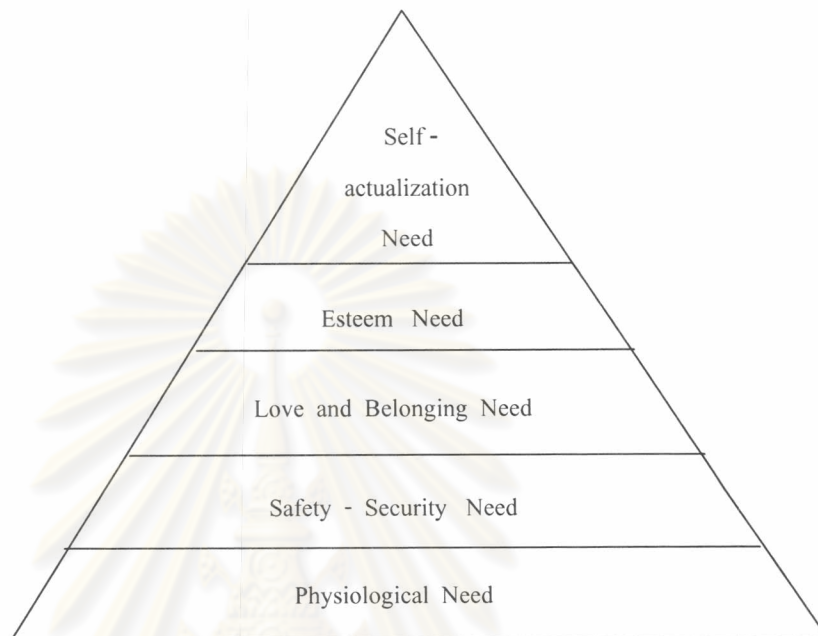 Self -
actualization
Need
Esteem Need
Love and Belonging Need
Safety - Security Need
Physiological Need